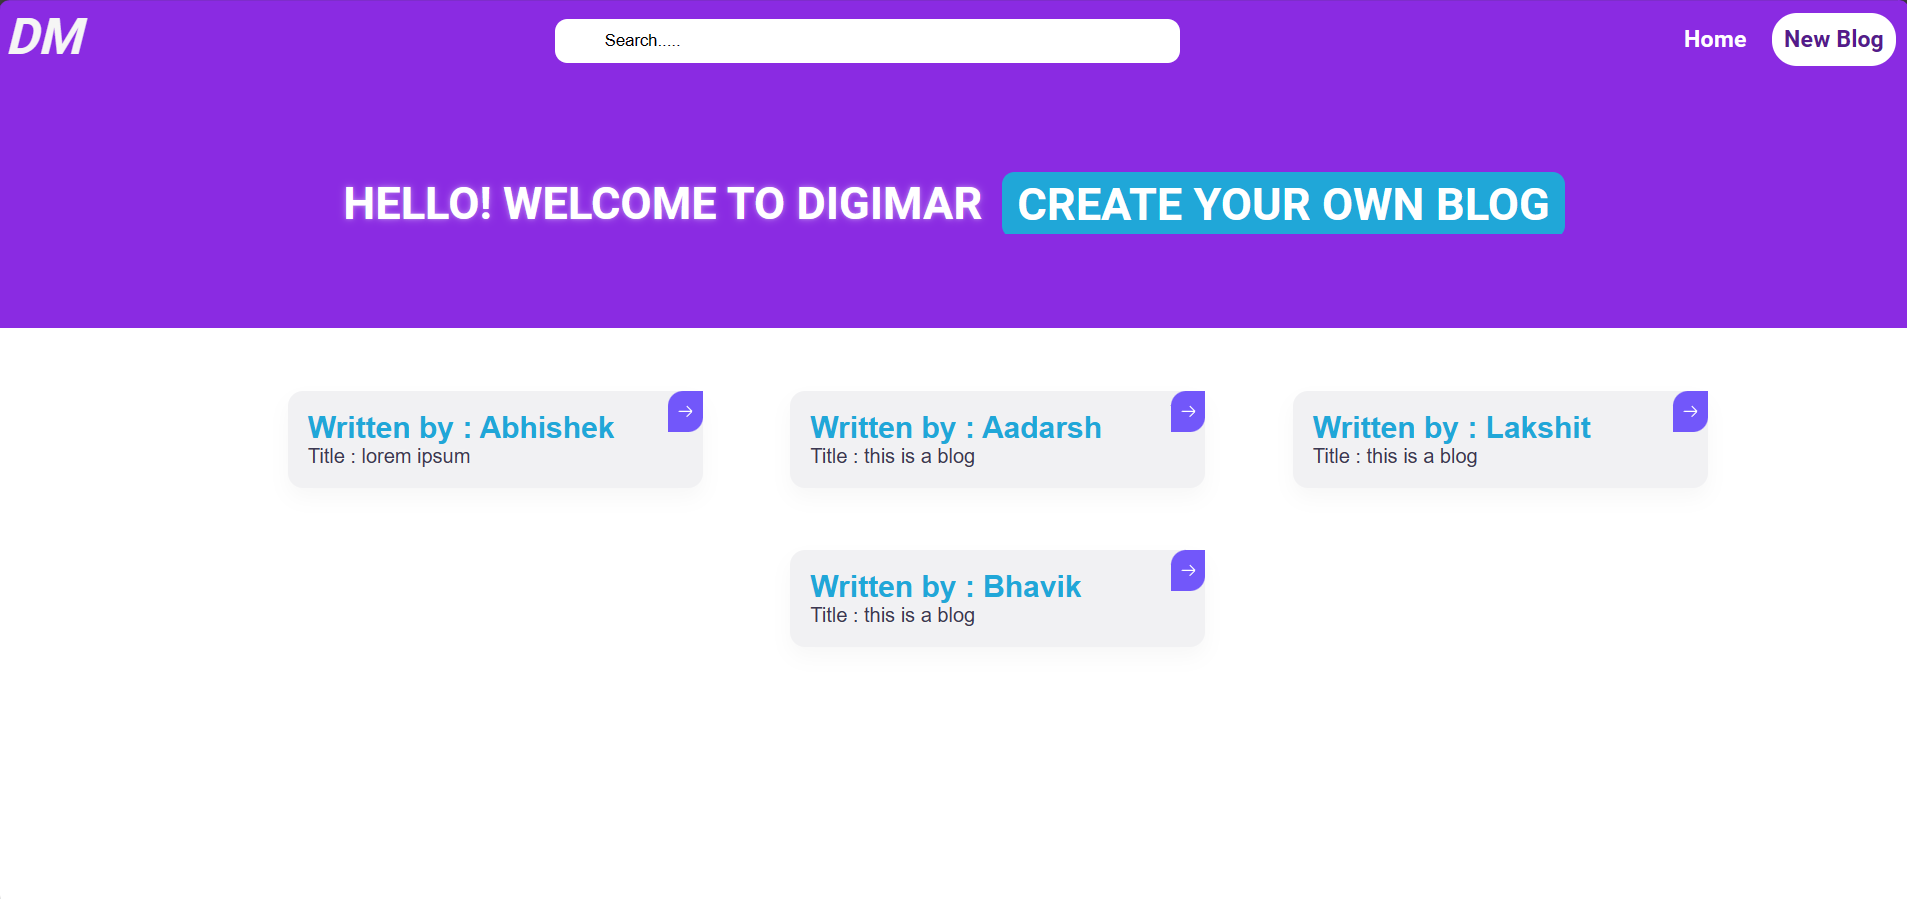 DM
Search.....
Home
New Blog
HELLO! WELCOME TO DIGIMAR CREATE YOUR OWN BLOG
Written by : Abhishek
Title : lorem ipsum
Written by : Aadarsh
Title : this is a blog
Written by : Lakshit
Title : this is a blog
Written by : Bhavik
Title : this is a blog